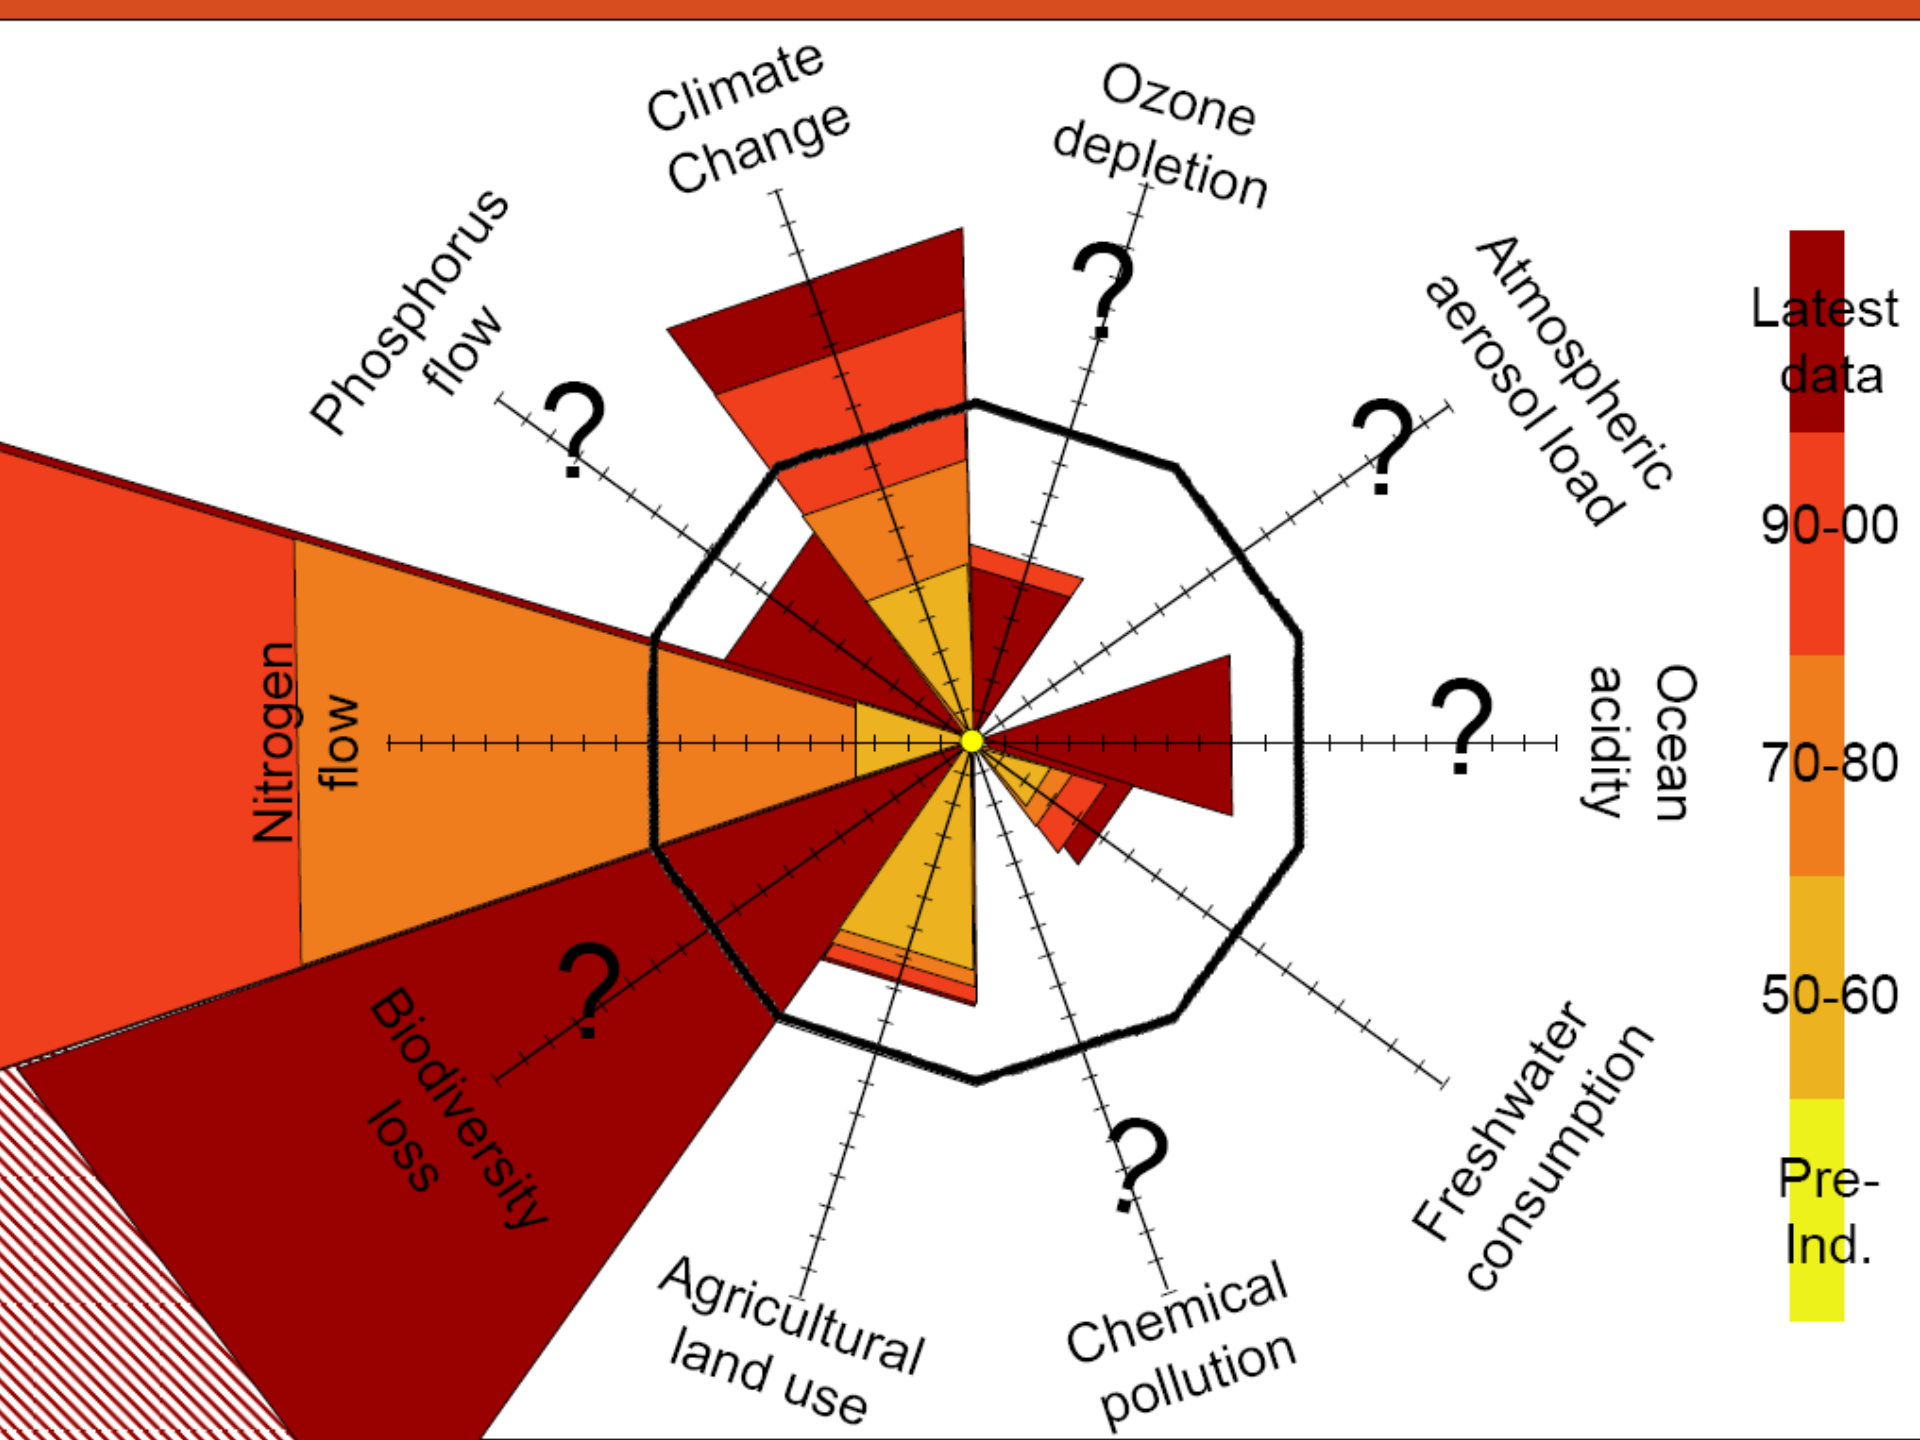 Climate
Change
Ozone
depletion
?
Atmospheric
aerosol load
?
Ocean
acidity
?
Freshwater
consumption
Chemical
pollution
?
Agricultural
land use
Biodiversity
loss
?
Nitrogen
flow
Phosphorus
flow
?
Latest
data
90-00
70-80
50-60
Pre-
Ind.